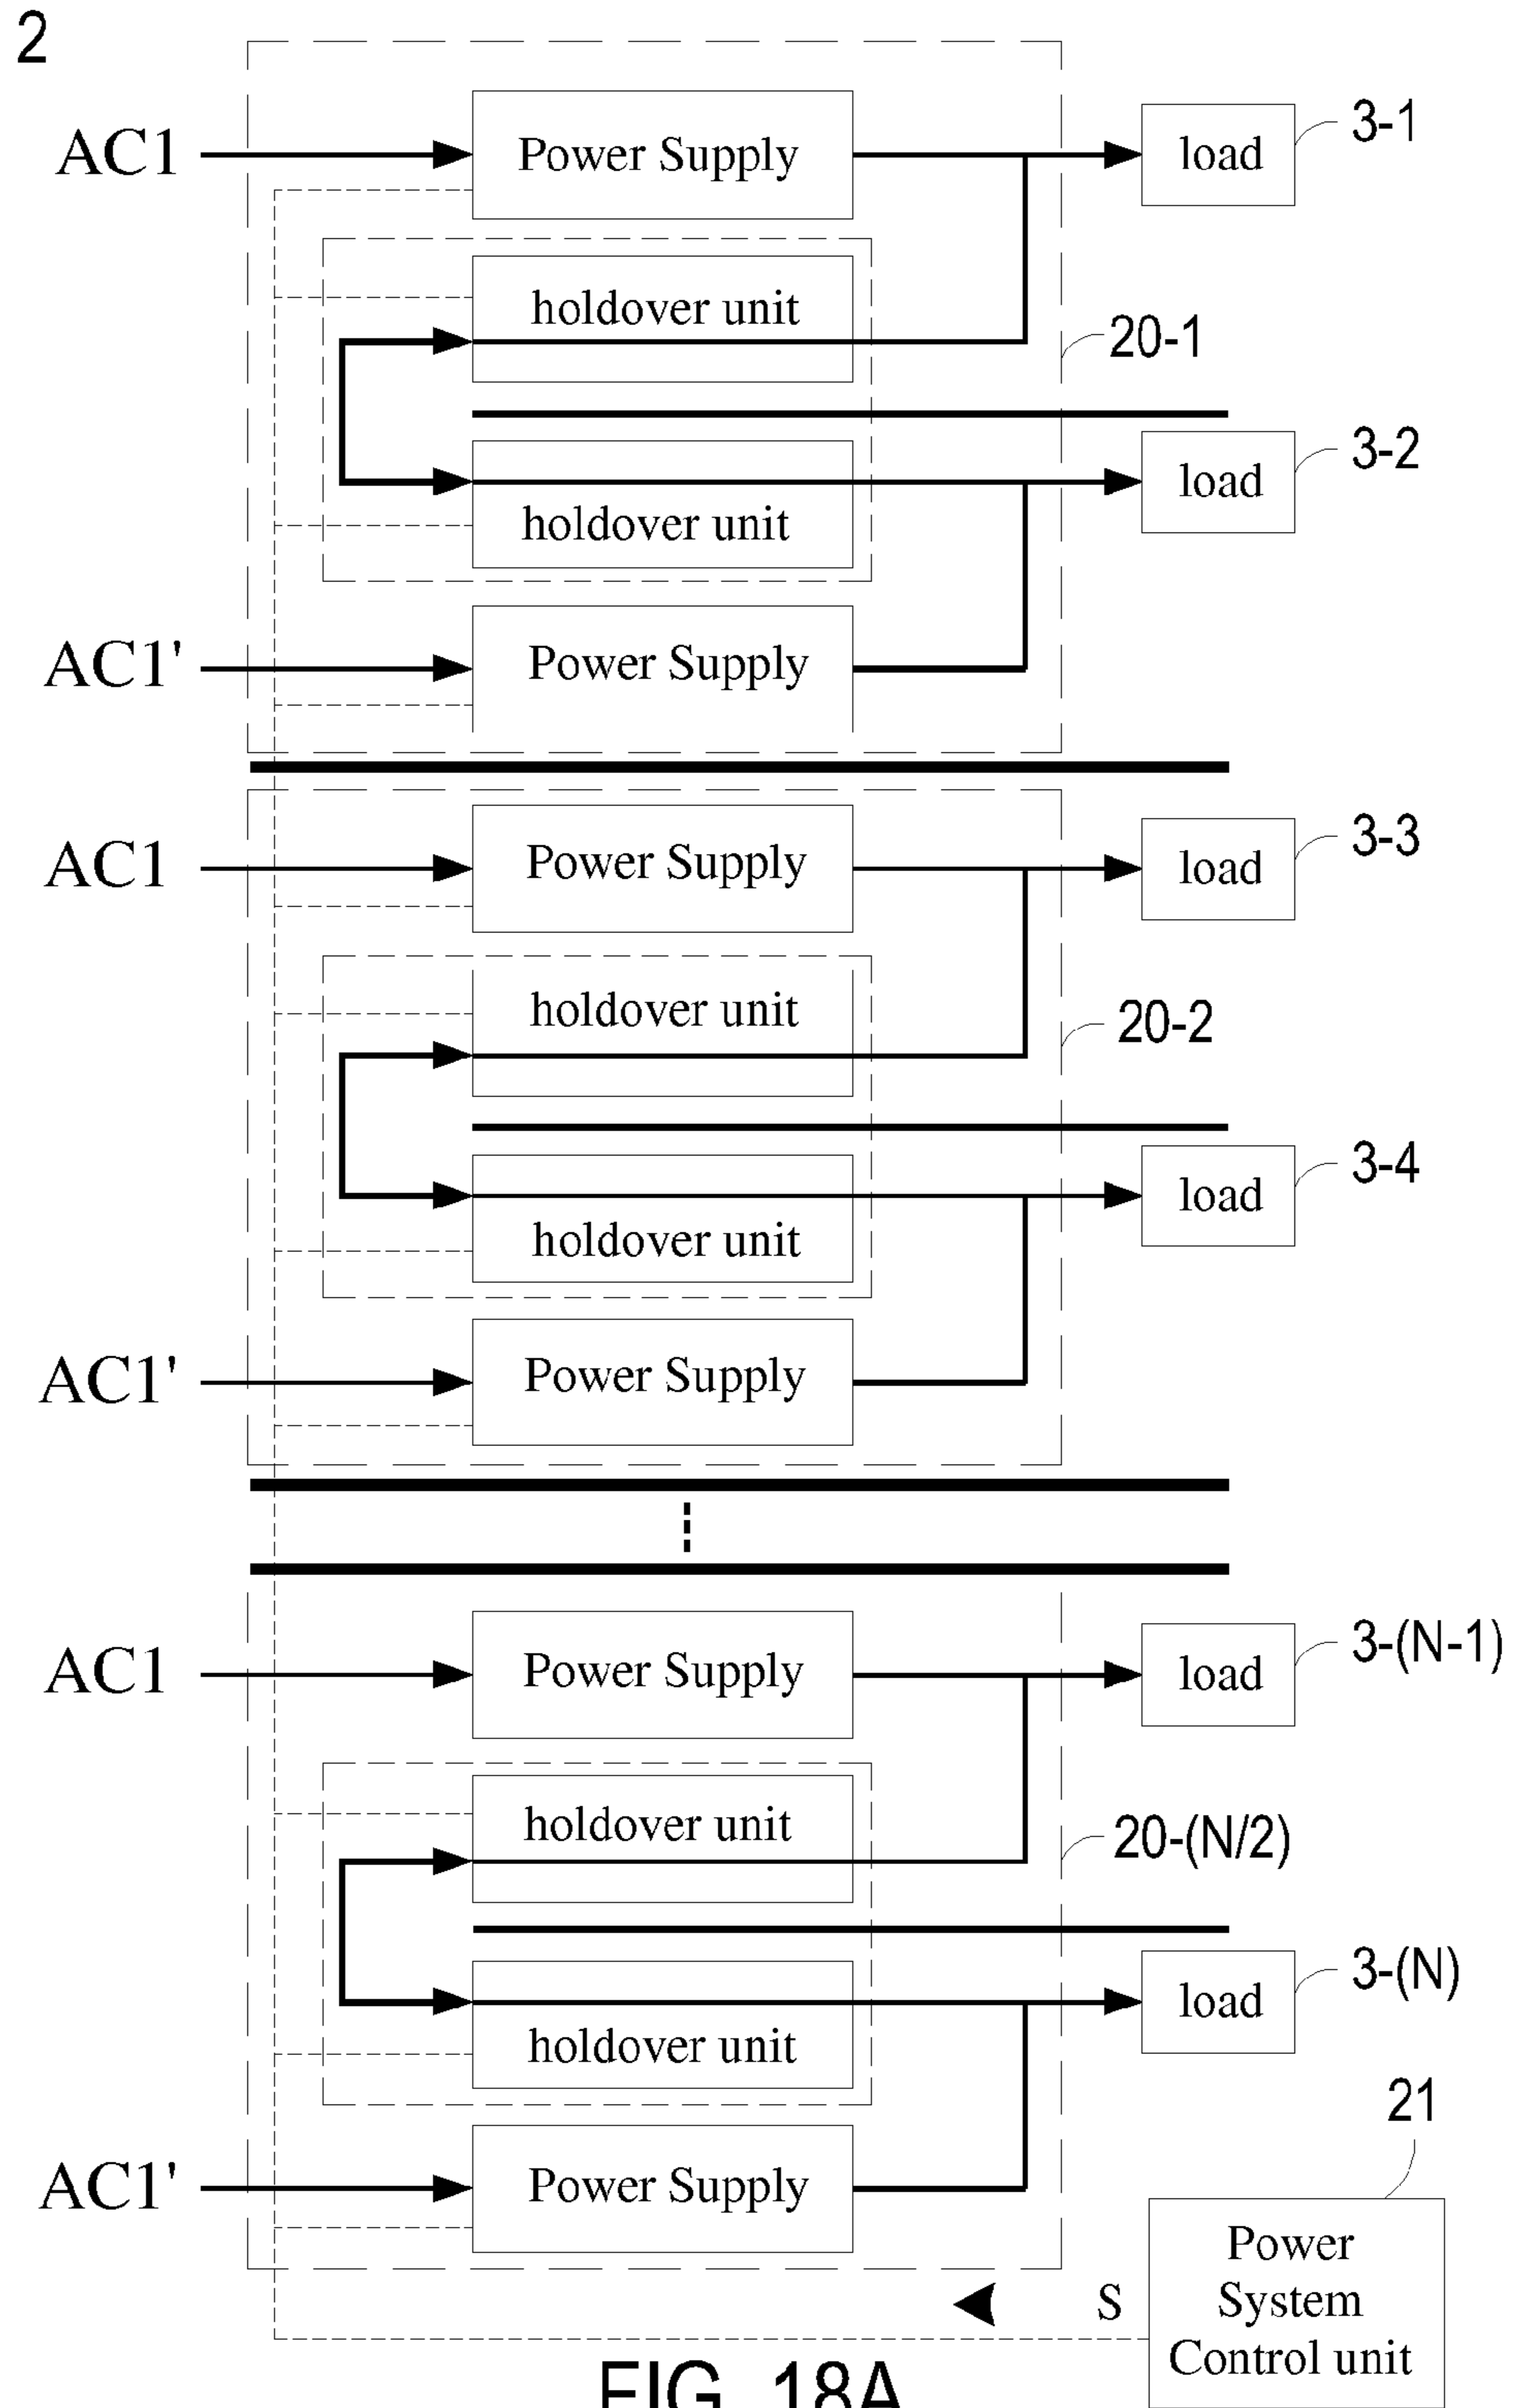 2
AC1
Power Supply
load
3-1
holdover unit
20-1
load
3-2
holdover unit
AC1'
Power Supply
AC1
Power Supply
load
3-3
holdover unit
20-2
load
3-4
holdover unit
AC1'
Power Supply
AC1
Power Supply
load
3-(N-1)
holdover unit
20-(N/2)
load
3-(N)
holdover unit
21
AC1'
Power Supply
Power
System
Control unit
S
FIG. 18A